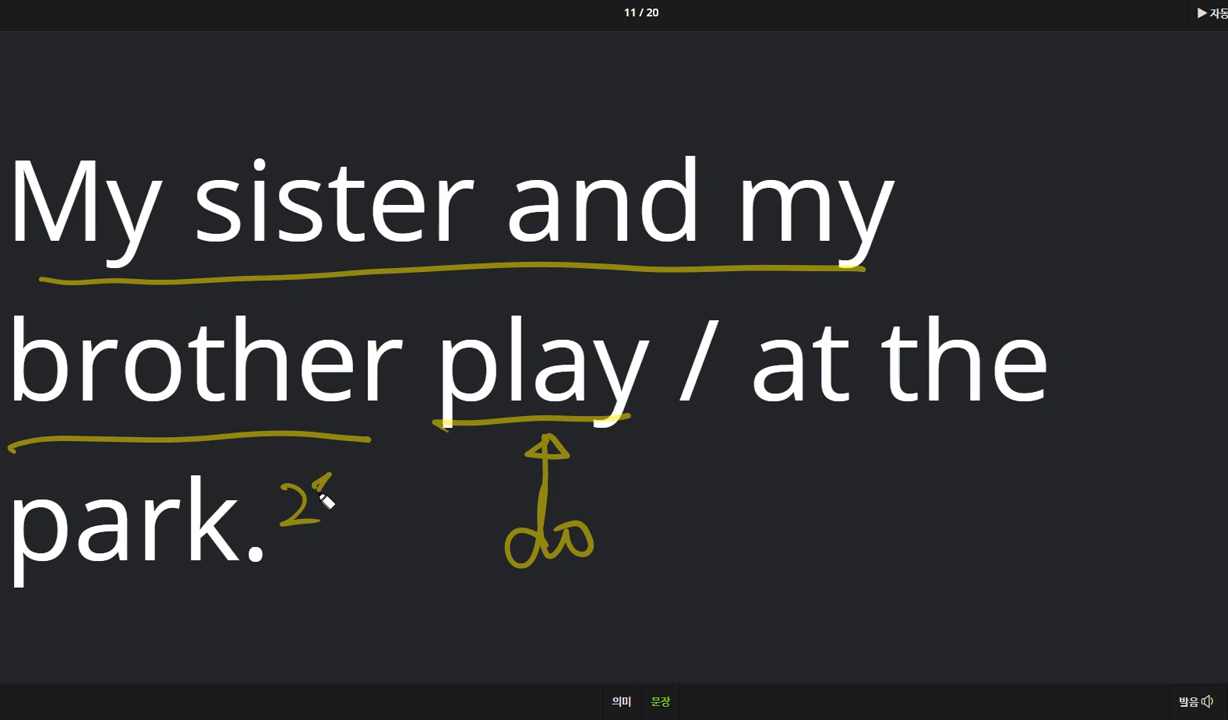 11 / 20
▶ 자동
My sister and my
brother play / at the
park.
do
의미 문장
발음